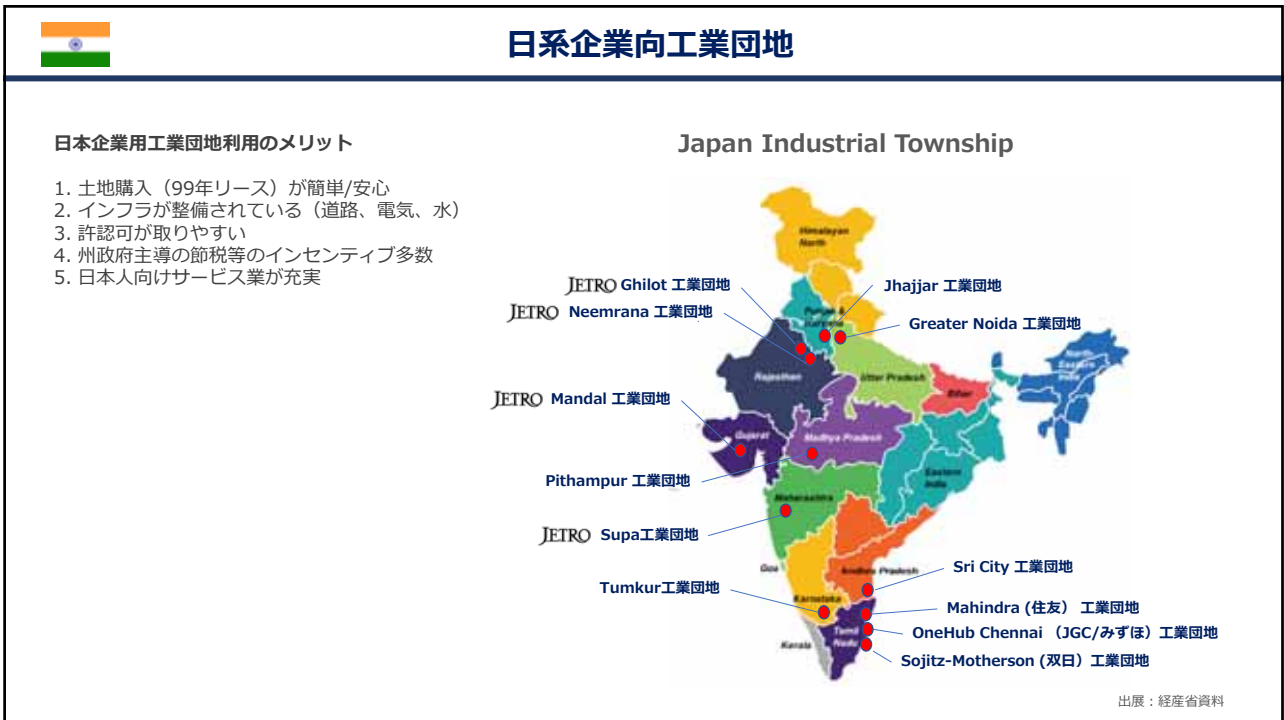 日系企業向工業団地
日本企業用工業団地利用のメリット
1. 土地購入（99年リース）が簡単/安心
2. インフラが整備されている（道路、電気、水）
3. 許認可が取りやすい
4. 州政府主導の節税等のインセンティブ多数
5. 日本人向けサービス業が充実
Japan Industrial Township
Himalayan
North
JETRO Ghilot 工業団地
Jhajjar 工業団地
JETRO Neemrana 工業団地
Punjab &
Haryana
Greater Noida 工業団地
North
Eastern
India
Rajasthan
Utter Pradesh
Bihar
JETRO Mandal 工業団地
Gujarat
Madhya Pradesh
Eastern
India
Pithampur 工業団地
Maharashtra
JETRO Supa工業団地
Goa
Andhra Pradesh
Sri City 工業団地
Tumkur工業団地
Karnataka
Mahindra (住友） 工業団地
OneHub Chennai （JGC/みずほ）工業団地
Tamil
Nadu
Kerala
Sojitz-Motherson (双日）工業団地
出展：経産省資料